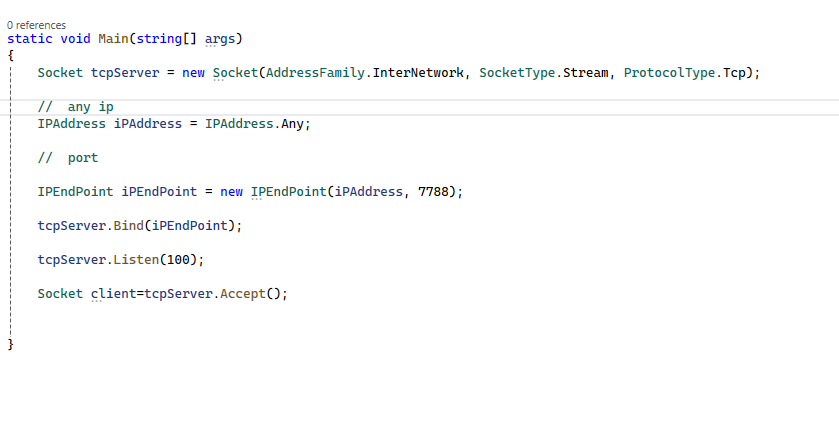 0 references
static void Main(string[] args)
{
Socket tcpServer = new Socket(AddressFamily.InterNetwork, SocketType.Stream, ProtocolType.Tcp);
//  any ip
IPAddress iPAddress = IPAddress.Any;
//  port
IPEndPoint iPEndPoint = new IPEndPoint(iPAddress, 7788);
tcpServer.Bind(iPEndPoint);
tcpServer.Listen(100);
Socket client=tcpServer.Accept();
}